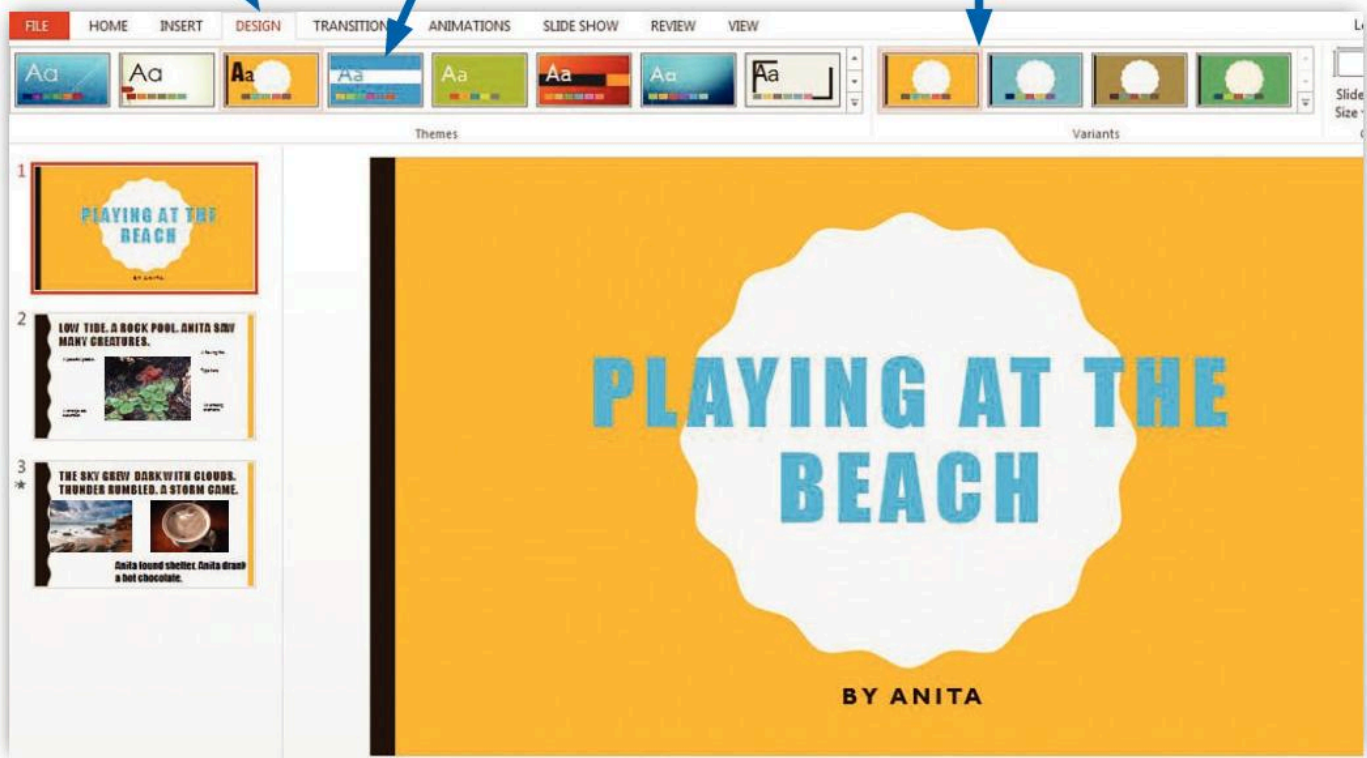 FILE HOME INSERT DESIGN TRANSITION ANIMATIONS SLIDE SHOW REVIEW VIEW
Aa Aa Aa Aa Aa Aa Aa Aa
Slide
Size
Themes Variants
1
PLAYING AT THE
BEACH
BY ANITA
2
LOW TIDE. A ROCK POOL. ANITA SAW
MANY CREATURES.
3
THE SKY GREW DARK WITH CLOUDS.
THUNDER RUMBLED. A STORM CAME.
Anita found shelter. Anita drank
a hot chocolate.
PLAYING AT THE
BEACH
BY ANITA